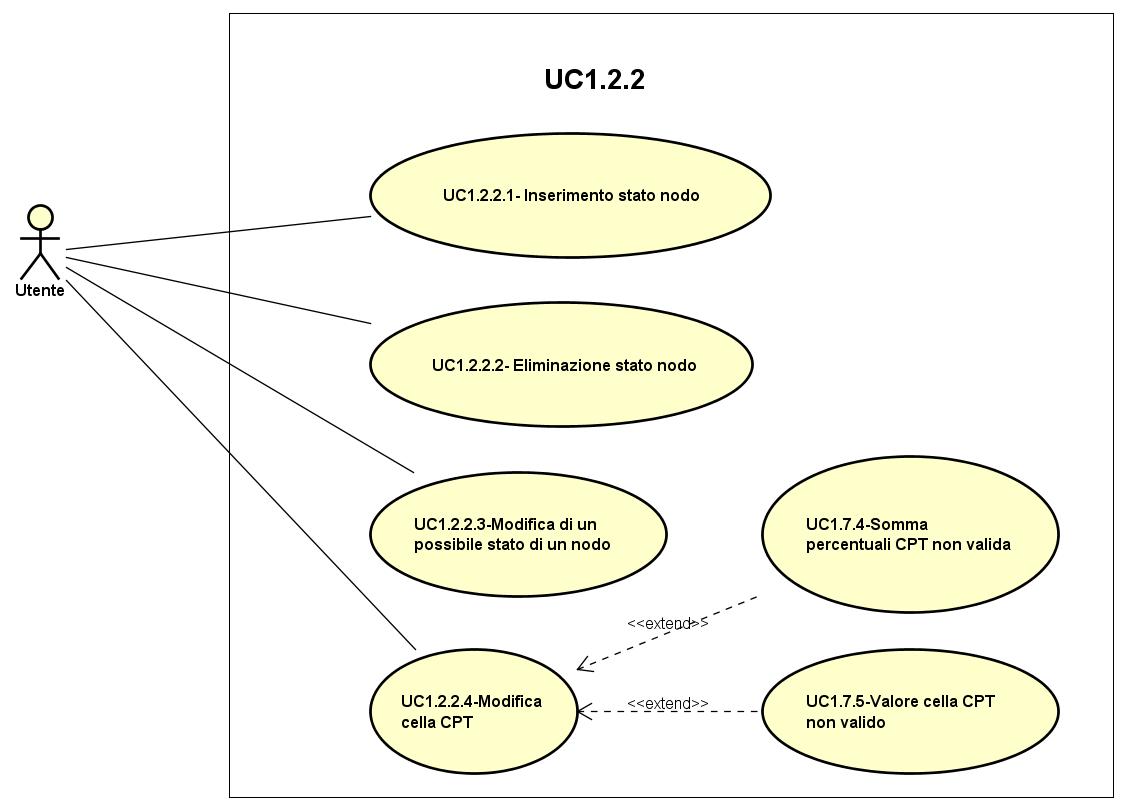 UC1.2.2
UC1.2.2.1- Inserimento stato nodo
Utente
UC1.2.2.2- Eliminazione stato nodo
UC1.2.2.3-Modifica di un
possibile stato di un nodo
UC1.7.4-Somma
percentuali CPT non valida
<<extend>>
UC1.2.2.4-Modifica
cella CPT
<<extend>>
UC1.7.5-Valore cella CPT
non valido